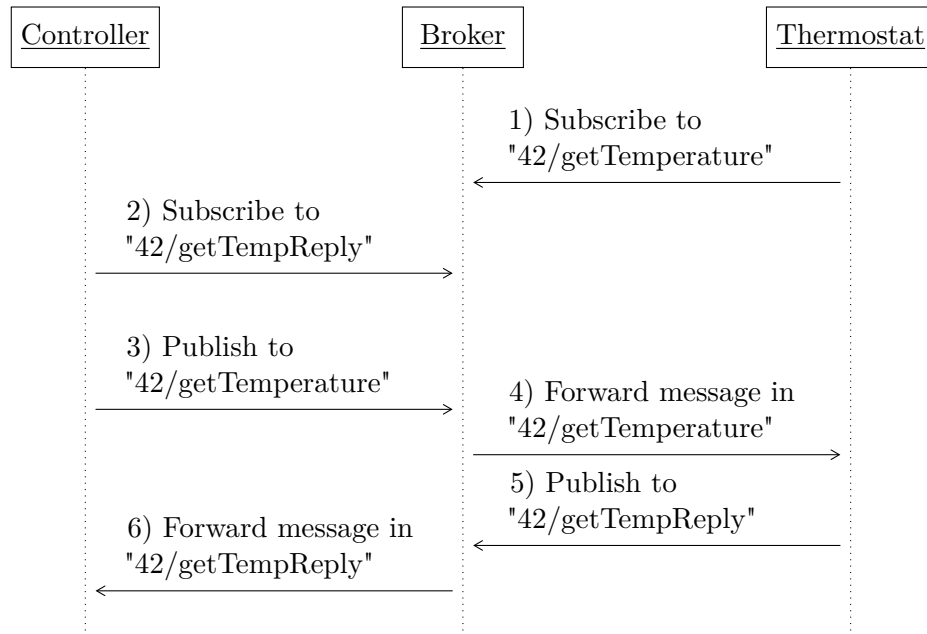 Controller
Broker
Thermostat
1) Subscribe to
"42/getTemperature"
2) Subscribe to
"42/getTempReply"
3) Publish to
"42/getTemperature"
4) Forward message in
"42/getTemperature"
5) Publish to
"42/getTempReply"
6) Forward message in
"42/getTempReply"